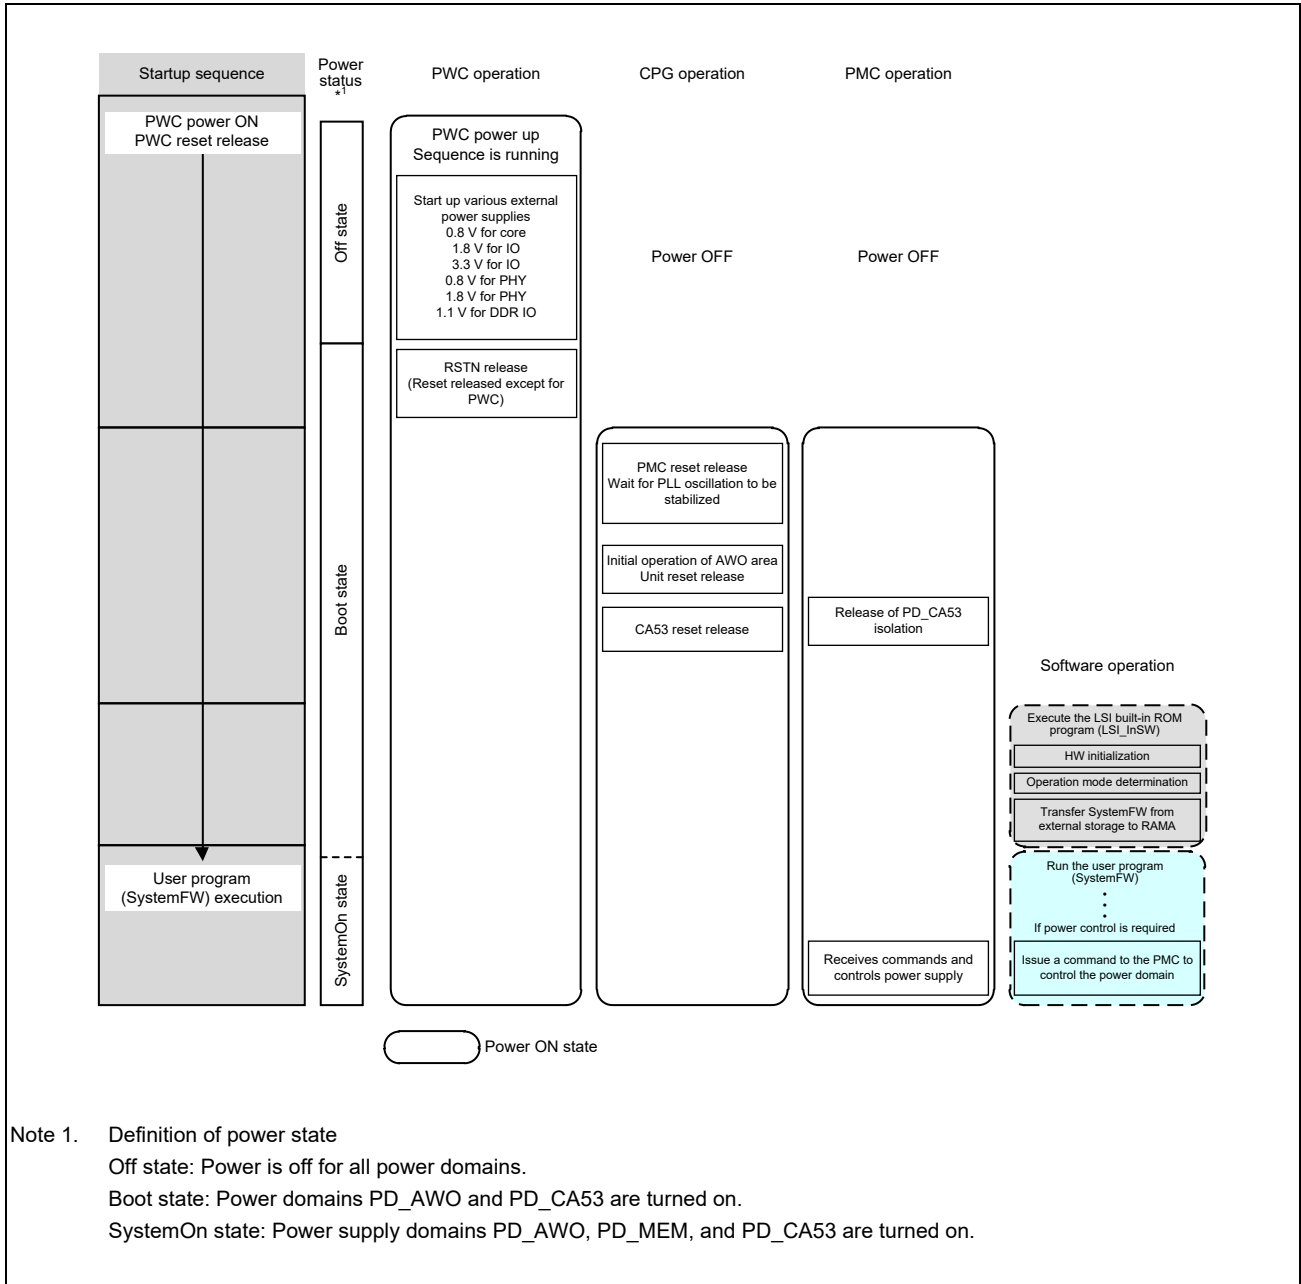 Startup sequence
Power
status
*1
PWC operation
CPG operation
PMC operation
PWC power ON
PWC reset release
PWC power up
Sequence is running
Start up various external
power supplies
0.8 V for core
1.8 V for IO
3.3 V for IO
0.8 V for PHY
1.8 V for PHY
1.1 V for DDR IO
Off state
Power OFF
Power OFF
RSTN release
(Reset released except for
PWC)
PMC reset release
Wait for PLL oscillation to be
stabilized
Initial operation of AWO area
Unit reset release
Boot state
CA53 reset release
Release of PD_CA53
isolation
Software operation
Execute the LSI built-in ROM
program (LSI_InSW)
HW initialization
Operation mode determination
Transfer SystemFW from
external storage to RAMA
User program
(SystemFW) execution
SystemOn state
Run the user program
(SystemFW)
If power control is required
Receives commands and
controls power supply
Issue a command to the PMC to
control the power domain
Power ON state
Note 1. Definition of power state
Off state: Power is off for all power domains.
Boot state: Power domains PD_AWO and PD_CA53 are turned on.
SystemOn state: Power supply domains PD_AWO, PD_MEM, and PD_CA53 are turned on.